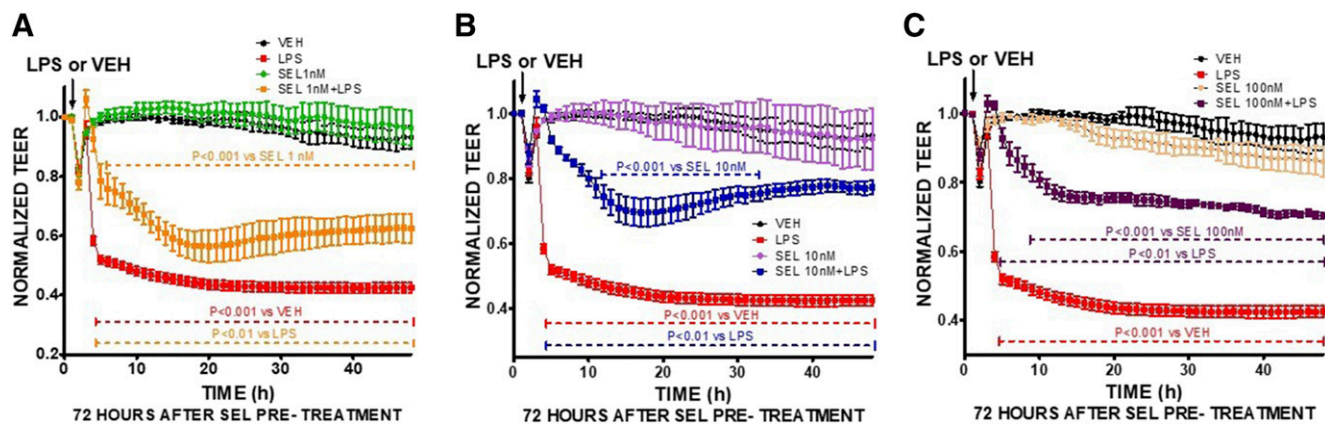 A
LPS or VEH
VEH
LPS
SEL1nM
SEL 1nM+LPS
NORMALIZED TEER
1.0
0.8
0.6
0.4
0.2
P<0.001 vs SEL 1 nM
P<0.001 vs VEH
P<0.01 vs LPS
0 10 20 30 40
TIME (h)
72 HOURS AFTER SEL PRE- TREATMENT
B
LPS or VEH
NORMALIZED TEER
1.0
0.8
0.6
0.4
P<0.001 vs SEL 10nM
VEH
LPS
SEL 10nM
SEL 10nM+LPS
P<0.001 vs VEH
P<0.01 vs LPS
0 10 20 30 40
TIME (h)
72 HOURS AFTER SEL PRE- TREATMENT
C
LPS or VEH
VEH
LPS
SEL 100nM
SEL 100nM+LPS
NORMALIZED TEER
1.0
0.8
0.6
0.4
P<0.001 vs SEL 100nM
P<0.01 vs LPS
P<0.001 vs VEH
0 10 20 30 40
TIME (h)
72 HOURS AFTER SEL PRE- TREATMENT